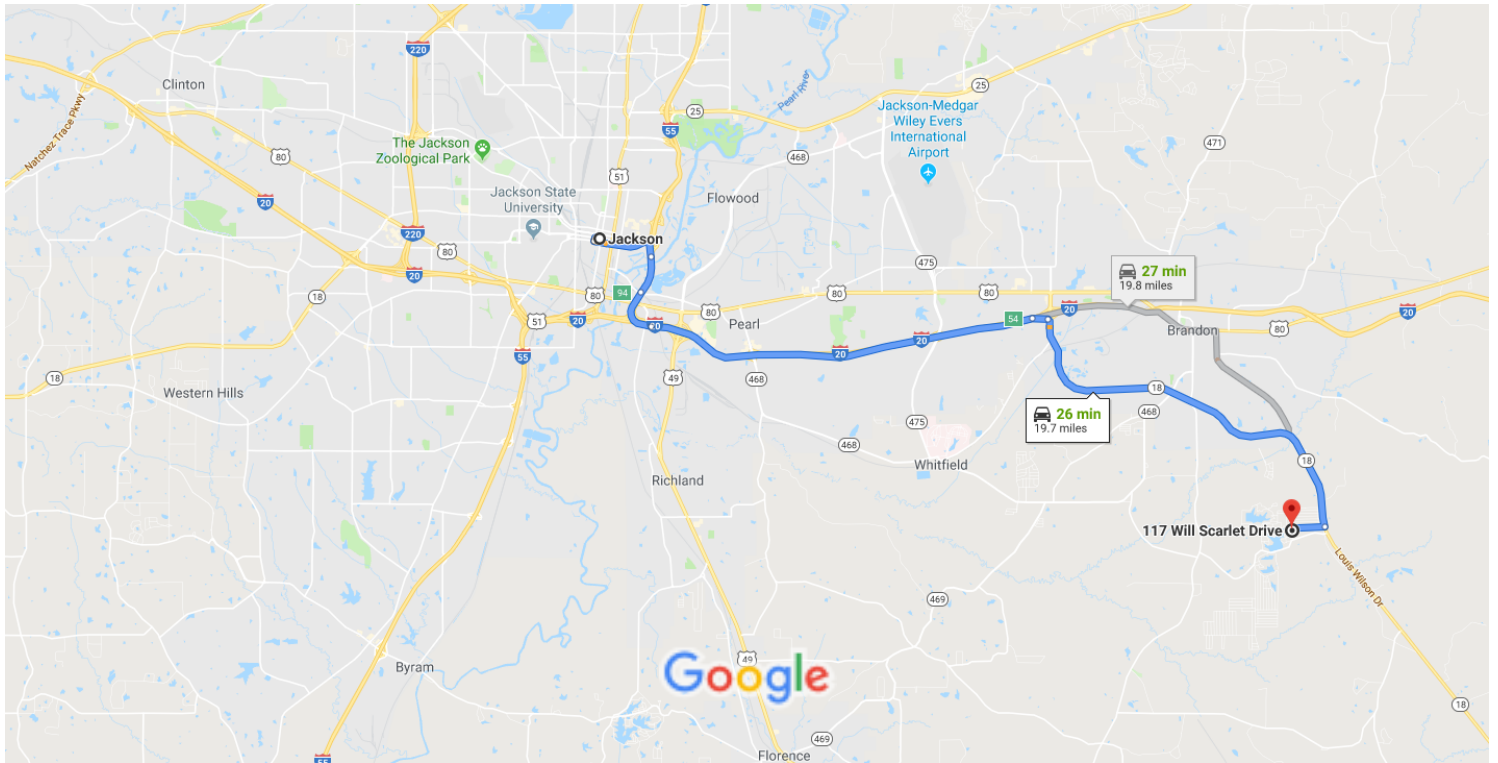 220
Clinton
25
25
Pearl Rive
Jackson-Medgar
Wiley Evers
International
Airport
Natchez Trace Pkwy
80
55
The Jackson
Zoological Park
468
471
51
20
Jackson State
University
Flowood
220
Jackson
80
475
27 min
19.8 miles
20
94
80
80
80
18
20
51
20
20
80
Pearl
54
20
20
80
Brandon
20
20
55
18
49
468
18
26 min
19.7 miles
468
Western Hills
475
468
Whitfield
18
Richland
117 Will Scarlet Drive
Louis Wilson Dr
469
Byram
49
Google
18
469
Florence
55